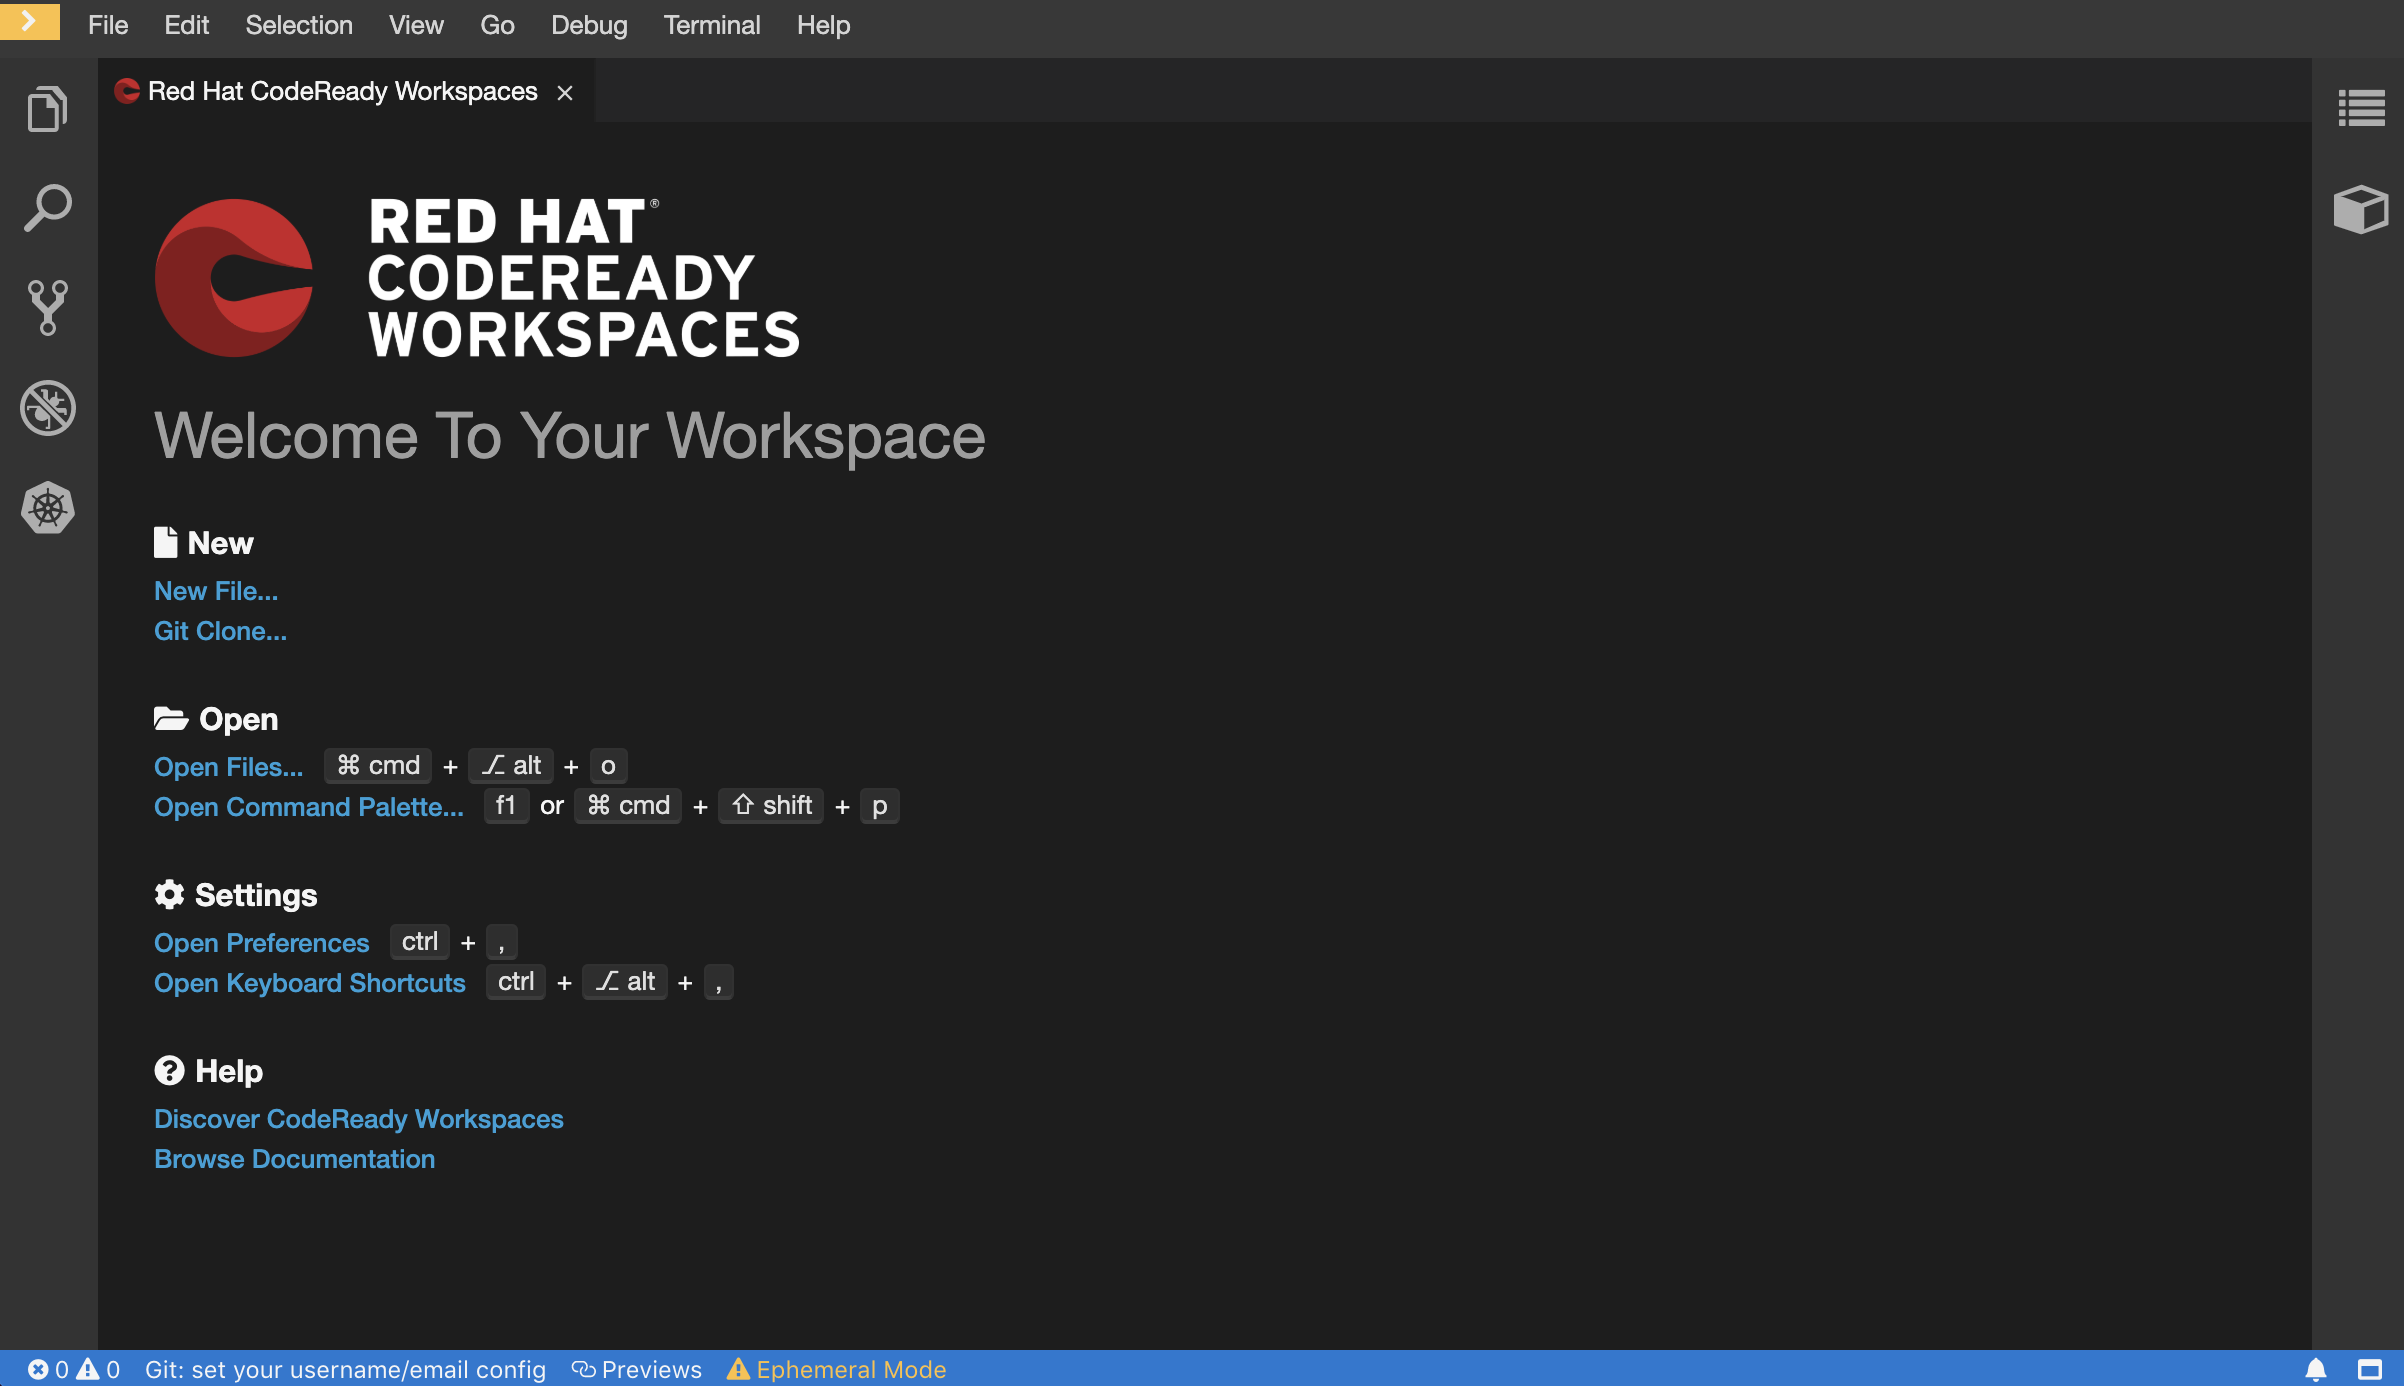 File Edit Selection View Go Debug Terminal Help
Red Hat CodeReady Workspaces ×
RED HAT®
CODEREADY
WORKSPACES
Welcome To Your Workspace
New
New File...
Git Clone...
Open
Open Files... ⌘ cmd + ⌥ alt + o
Open Command Palette... f1 or ⌘ cmd + ⇧ shift + p
Settings
Open Preferences ctrl + ,
Open Keyboard Shortcuts ctrl + ⌥ alt + ,
Help
Discover CodeReady Workspaces
Browse Documentation
0 0 Git: set your username/email config Previews Ephemeral Mode